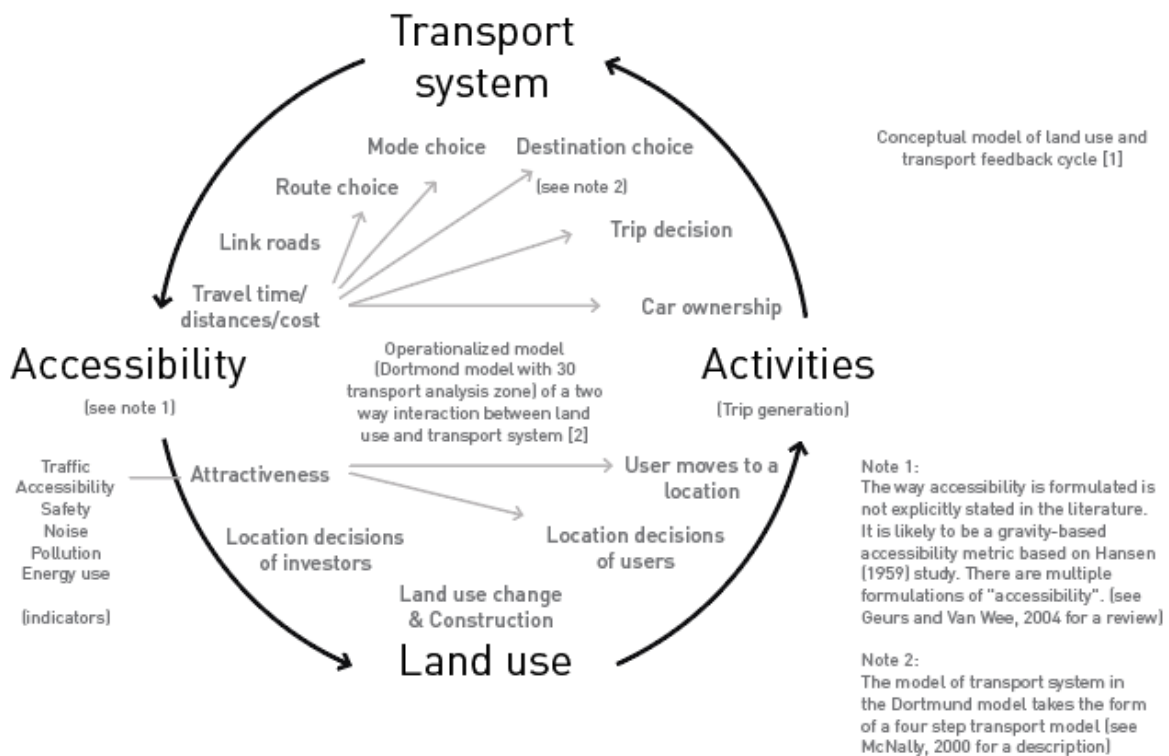 Transport
system
Mode choice
Destination choice
(see note 2)
Conceptual model of land use and
transport feedback cycle [1]
Route choice
Trip decision
Link roads
Travel time/
distances/cost
Car ownership
Accessibility
(see note 1)
Operationalized model
(Dortmond model with 30
transport analysis zone) of a two
way interaction between land
use and transport system [2]
Activities
(Trip generation)
Traffic
Accessibility
Safety
Noise
Pollution
Energy use
(indicators)
Attractiveness
User moves to a
location
Location decisions
of investors
Location decisions
of users
Land use change
& Construction
Land use
Note 1:
The way accessibility is formulated is
not explicitly stated in the literature.
It is likely to be a gravity-based
accessibility metric based on Hansen
(1959) study. There are multiple
formulations of "accessibility". (see
Geurs and Van Wee, 2004 for a review)
Note 2:
The model of transport system in
the Dortmund model takes the form
of a four step transport model (see
McNally, 2000 for a description)